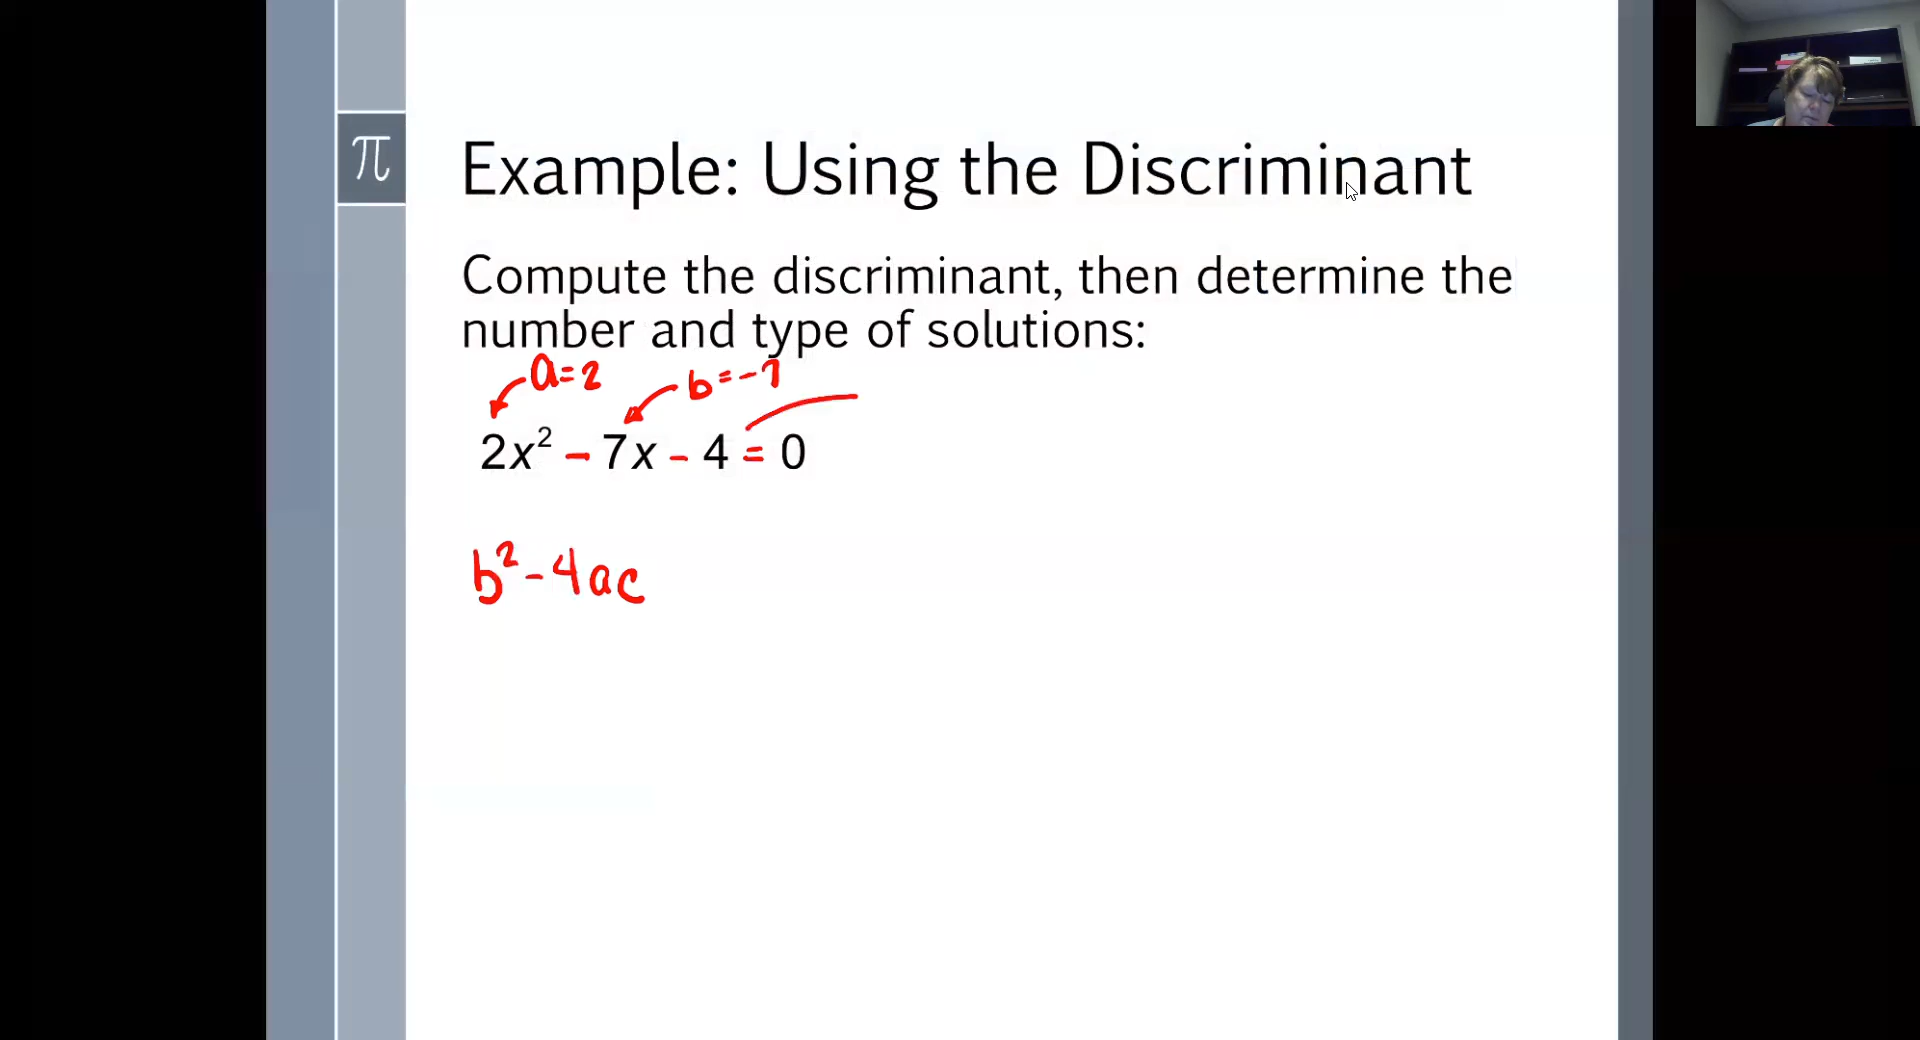 π
Example: Using the Discriminant
Compute the discriminant, then determine the
number and type of solutions:
a=2 b=-7
2x² - 7x - 4 = 0
b²-4ac